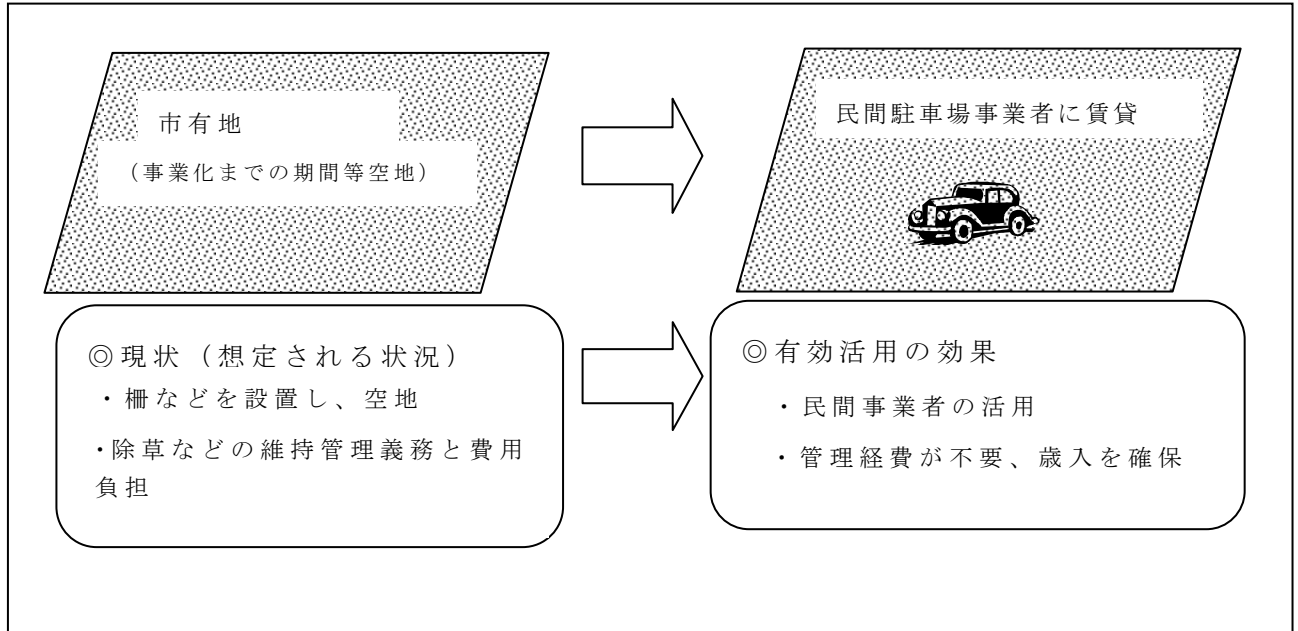 市有地
（事業化までの期間等空地）
民間駐車場事業者に賃貸
◎現状（想定される状況）
・柵などを設置し、空地
・除草などの維持管理義務と費用
負担
◎有効活用の効果
・民間事業者の活用
・管理経費が不要、歳入を確保